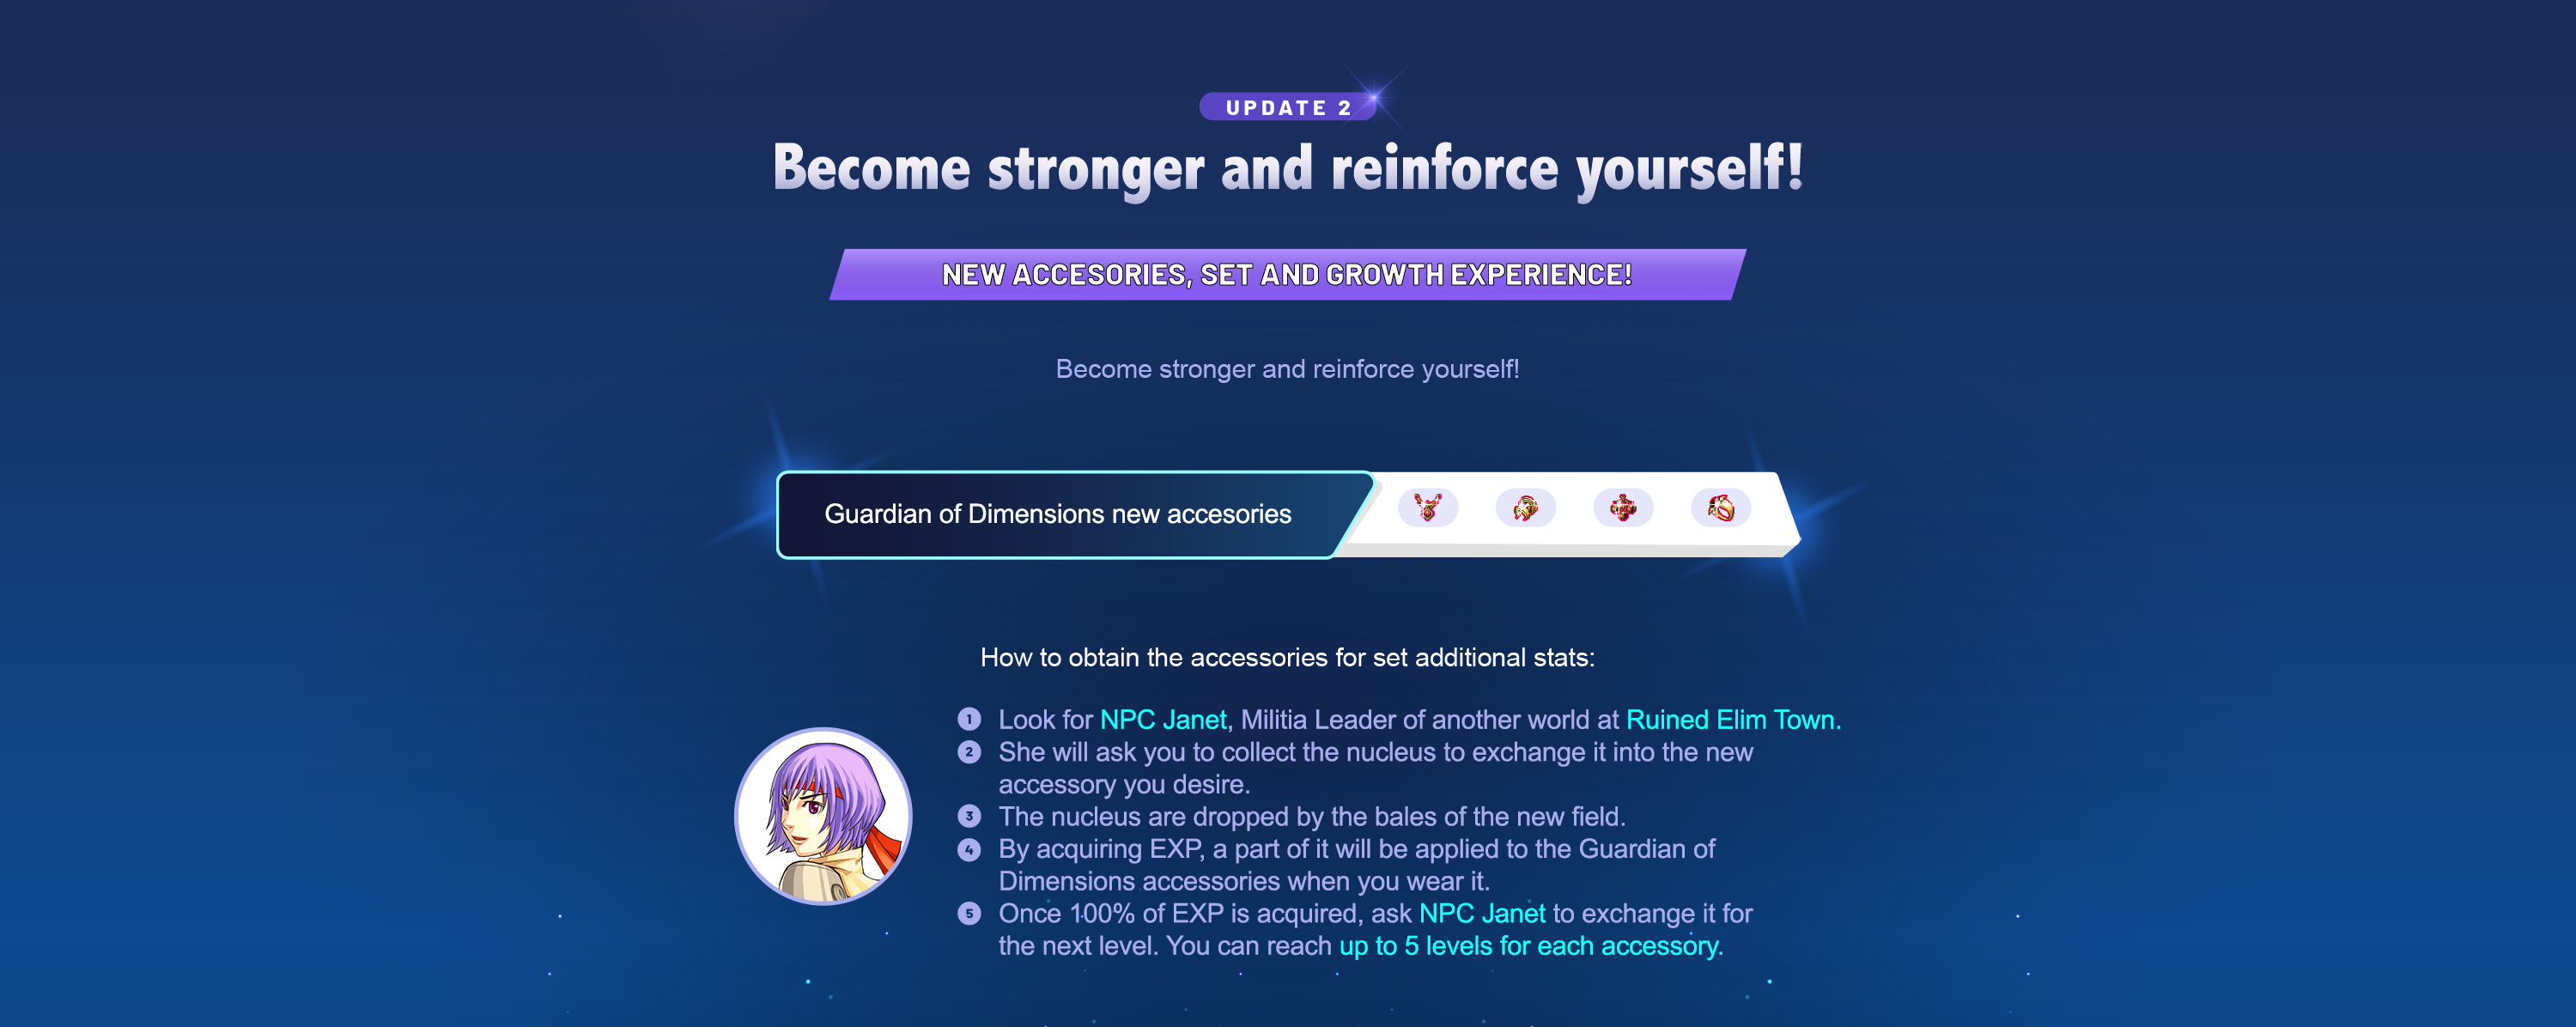 UPDATE 2
Become stronger and reinforce yourself!
NEW ACCESORIES, SET AND GROWTH EXPERIENCE!
Become stronger and reinforce yourself!
Guardian of Dimensions new accesories
How to obtain the accessories for set additional stats:
1 Look for NPC Janet, Militia Leader of another world at Ruined Elim Town.
2 She will ask you to collect the nucleus to exchange it into the new
accessory you desire.
3 The nucleus are dropped by the bales of the new field.
4 By acquiring EXP, a part of it will be applied to the Guardian of
Dimensions accessories when you wear it.
5 Once 100% of EXP is acquired, ask NPC Janet to exchange it for
the next level. You can reach up to 5 levels for each accessory.